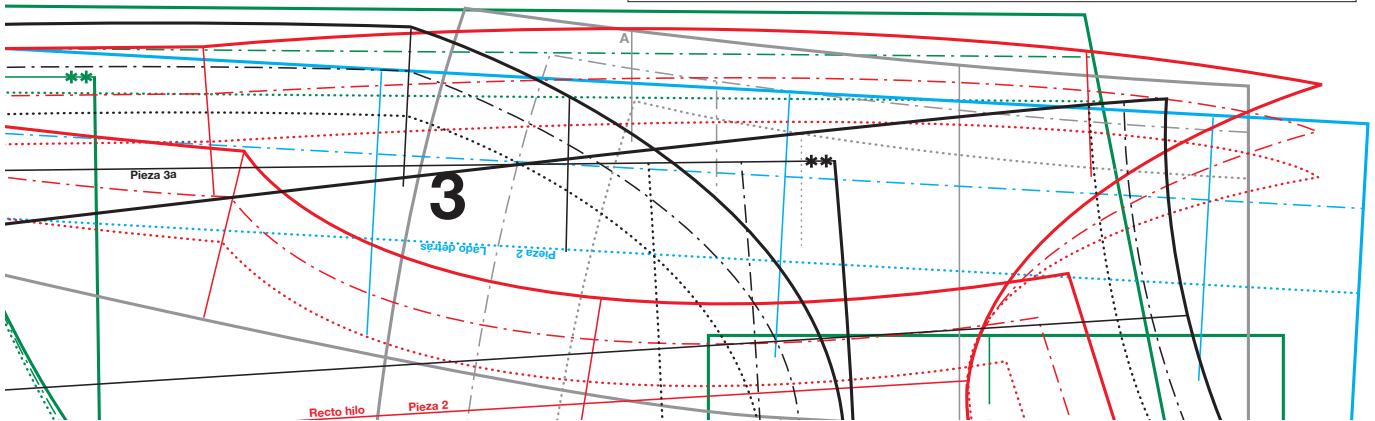 A
**
**
Pieza 3a
3
Lado detrás
Pieza 2
Recto hilo
Pieza 2